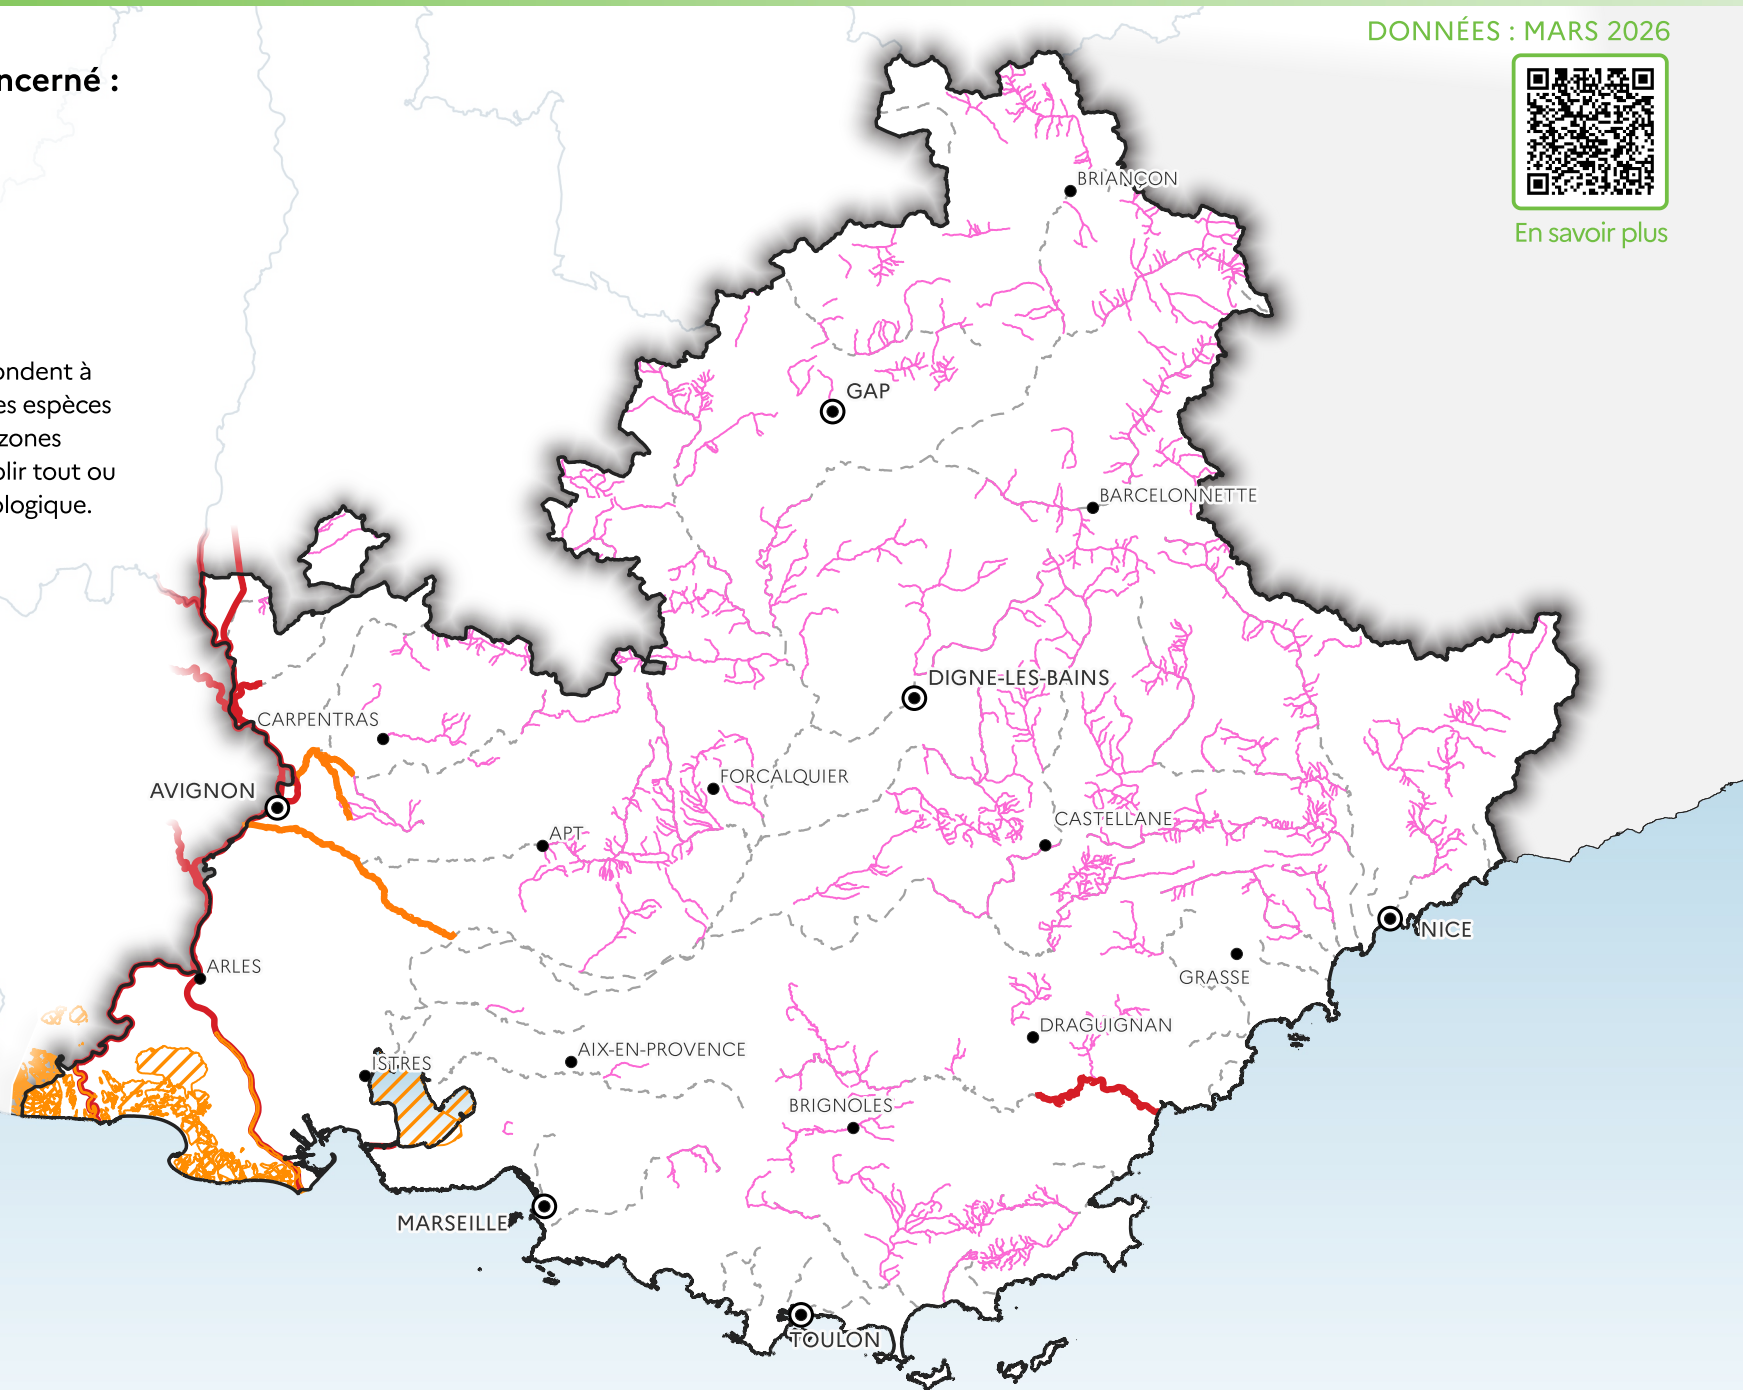 DONNÉES : MARS 2026
ncerné :
En savoir plus
ondent à
es espèces
zones
olir tout ou
ologique.
BRIANÇON
GAP
BARCELONNETTE
DIGNE-LES-BAINS
CARPENTRAS
AVIGNON
FORCALQUIER
APT
CASTELLANE
NICE
ARLES
GRASSE
DRAGUIGNAN
ISTRES
AIX-EN-PROVENCE
BRIGNOLES
MARSEILLE
TOULON